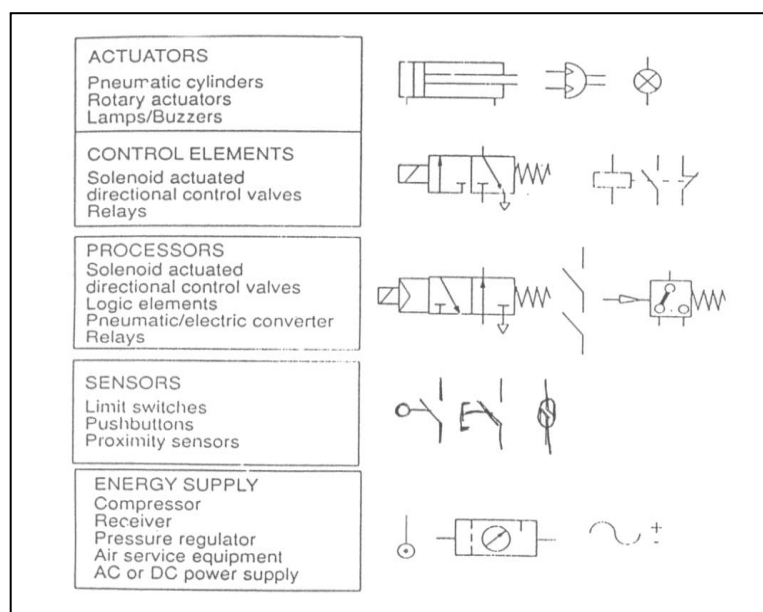 ACTUATORS
Pneumatic cylinders
Rotary actuators
Lamps/Buzzers
CONTROL ELEMENTS
Solenoid actuated
directional control valves
Relays
PROCESSORS
Solenoid actuated
directional control valves
Logic elements
Pneumatic/electric converter
Relays
SENSORS
Limit switches
Pushbuttons
Proximity sensors
ENERGY SUPPLY
Compressor
Receiver
Pressure regulator
Air service equipment
AC or DC power supply
+
-